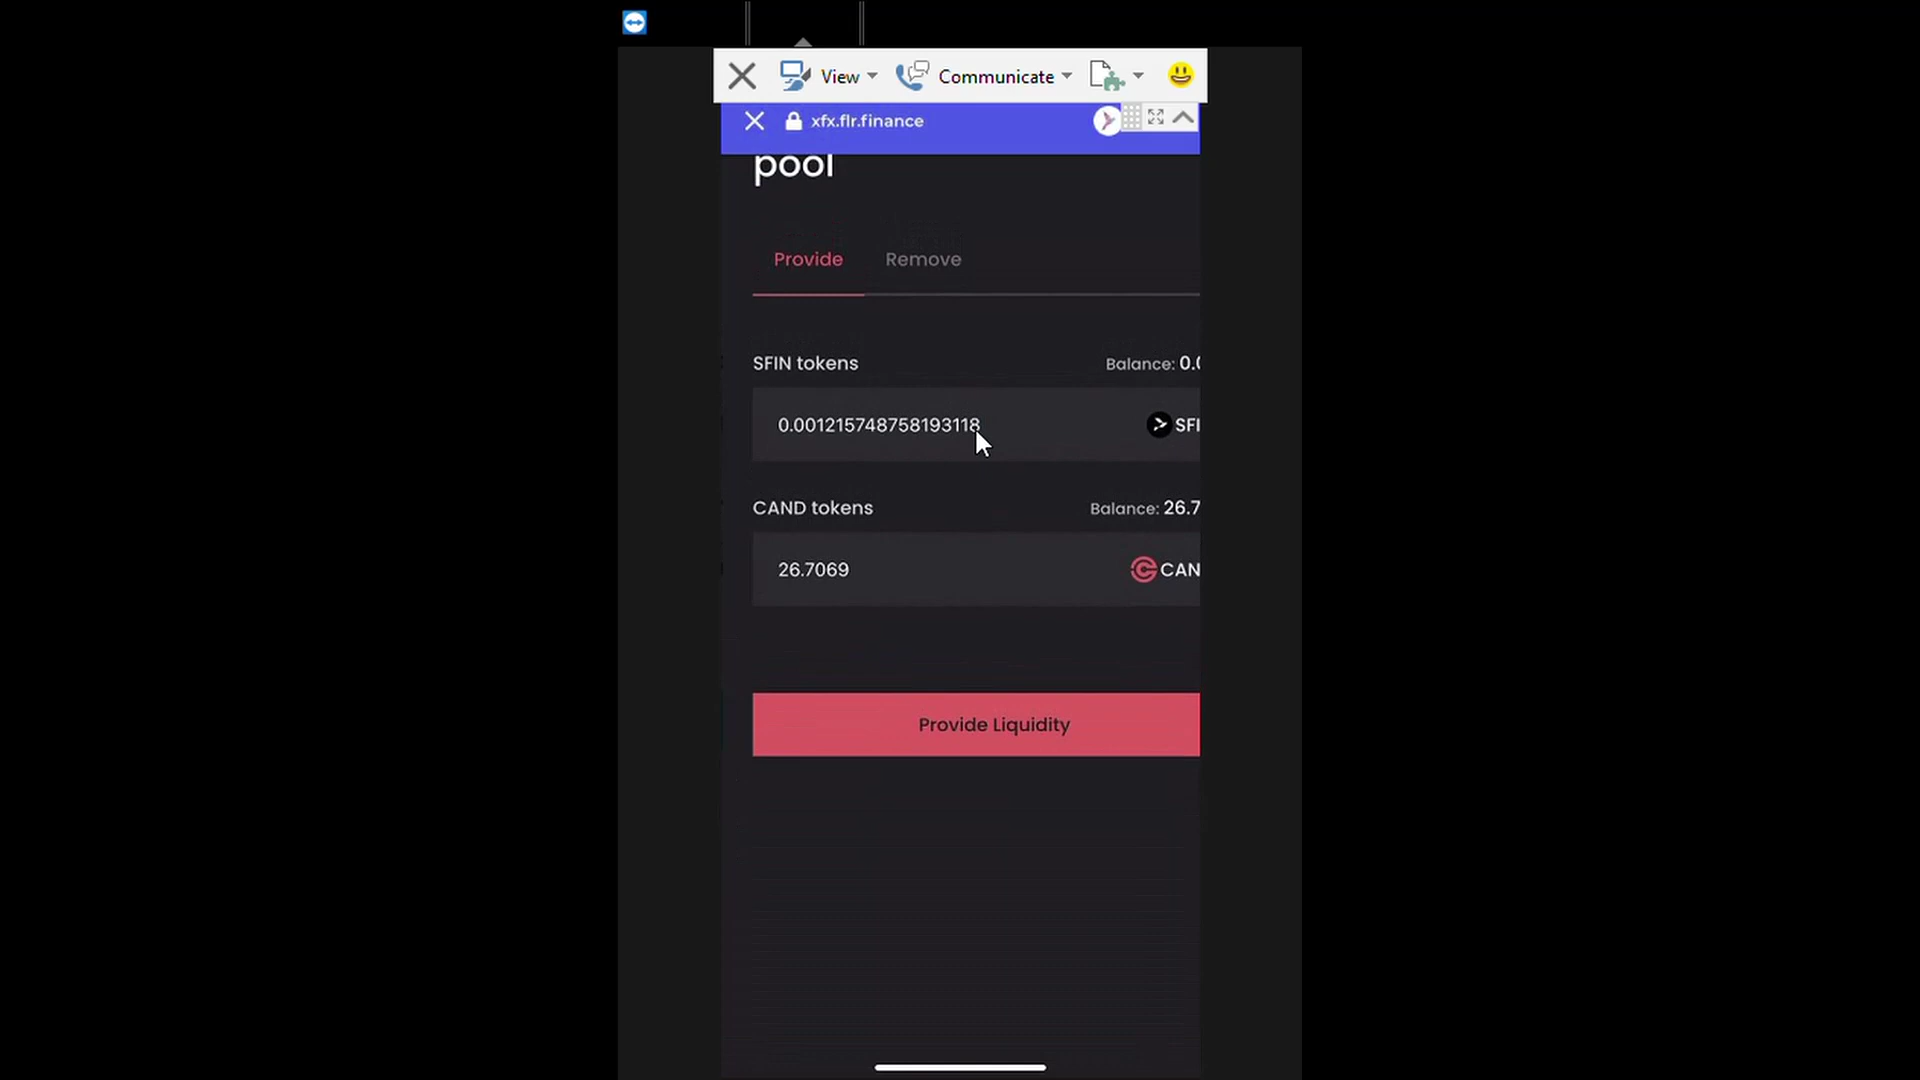 View Communicate
xfx.flr.finance
pool
Provide Remove
SFIN tokens Balance: 0.0
0.001215748758193118 SFI
CAND tokens Balance: 26.7
26.7069 CAN
Provide Liquidity